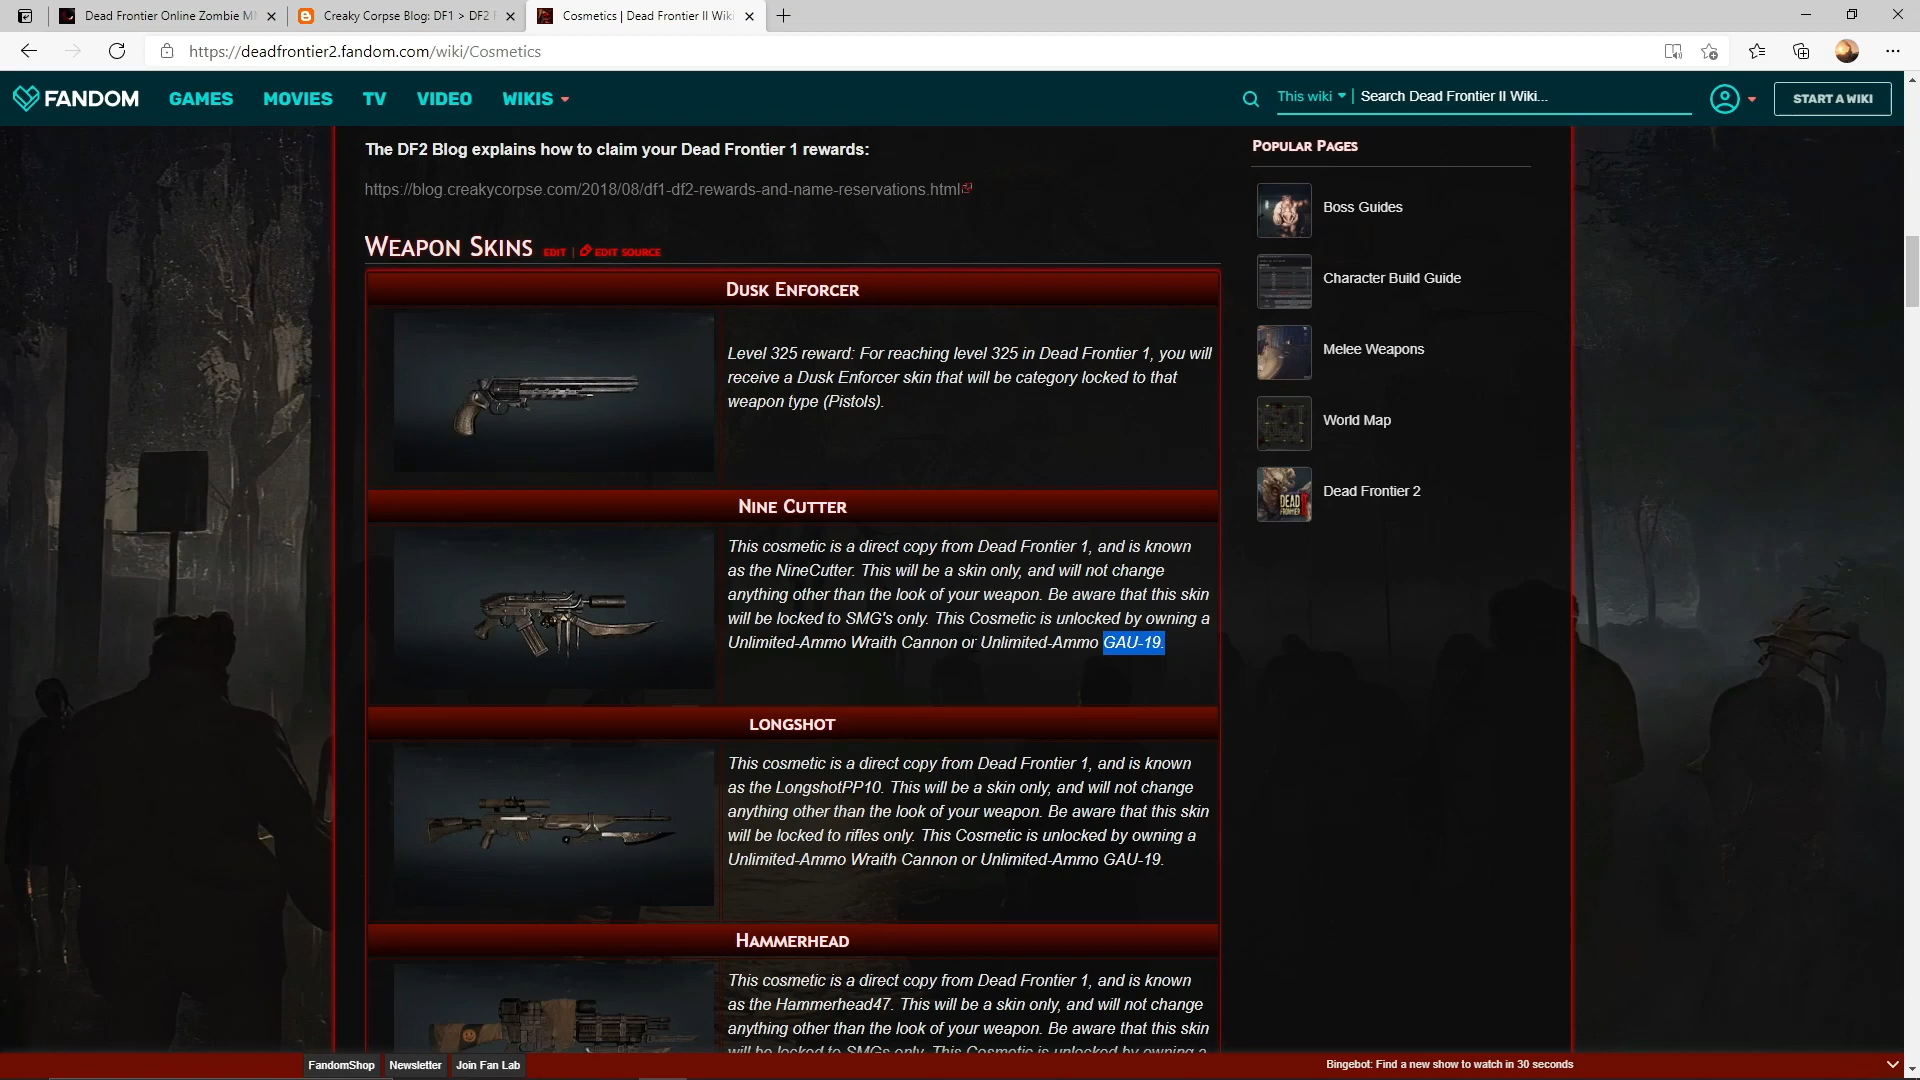 Dead Frontier Online Zombie M
Creaky Corpse Blog: DF1 > DF2
Cosmetics | Dead Frontier II Wiki
https://deadfrontier2.fandom.com/wiki/Cosmetics
FANDOM
GAMES
MOVIES
TV
VIDEO
WIKIS
This wiki
Search Dead Frontier II Wiki...
START A WIKI
The DF2 Blog explains how to claim your Dead Frontier 1 rewards:
https://blog.creakycorpse.com/2018/08/df1-df2-rewards-and-name-reservations.html
Weapon Skins
EDIT | EDIT SOURCE
Dusk Enforcer
Level 325 reward: For reaching level 325 in Dead Frontier 1, you will
receive a Dusk Enforcer skin that will be category locked to that
weapon type (Pistols).
Nine Cutter
This cosmetic is a direct copy from Dead Frontier 1, and is known
as the NineCutter. This will be a skin only, and will not change
anything other than the look of your weapon. Be aware that this skin
will be locked to SMG's only. This Cosmetic is unlocked by owning a
Unlimited-Ammo Wraith Cannon or Unlimited-Ammo GAU-19.
LONGSHOT
This cosmetic is a direct copy from Dead Frontier 1, and is known
as the LongshotPP10. This will be a skin only, and will not change
anything other than the look of your weapon. Be aware that this skin
will be locked to rifles only. This Cosmetic is unlocked by owning a
Unlimited-Ammo Wraith Cannon or Unlimited-Ammo GAU-19.
Hammerhead
This cosmetic is a direct copy from Dead Frontier 1, and is known
as the Hammerhead47. This will be a skin only, and will not change
anything other than the look of your weapon. Be aware that this skin
will be locked to SMGs only. This Cosmetic is unlocked by owning a
Popular Pages
Boss Guides
Character Build Guide
Melee Weapons
World Map
Dead Frontier 2
FandomShop
Newsletter
Join Fan Lab
Bingebot: Find a new show to watch in 30 seconds